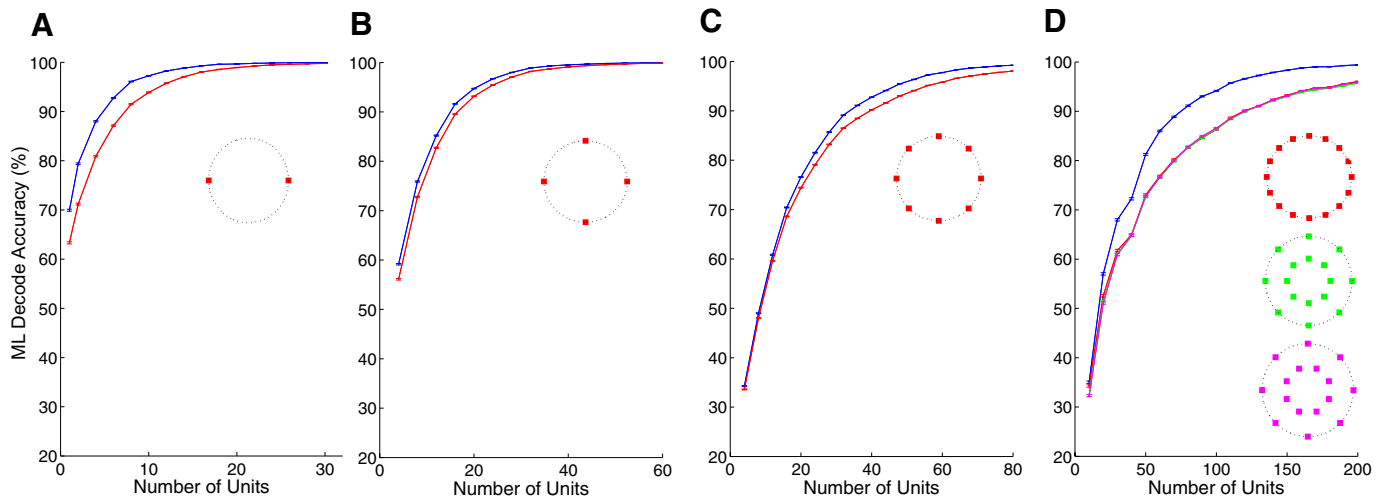 A B C D
ML Decode Accuracy (%)
100 100 100 100
90 90 90 90
80 80 80 80
70 70 70 70
60 60 60 60
50 50 50 50
40 40 40 40
30 30 30 30
20 20 20 20
0 10 20 30 0 20 40 60 0 20 40 60 80 0 50 100 150 200
Number of Units Number of Units Number of Units Number of Units